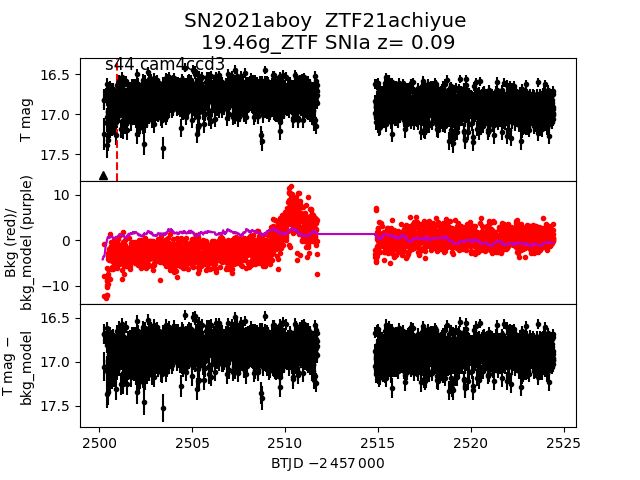 SN2021aboy  ZTF21achiyue
19.46g_ZTF SNIa z= 0.09
s44 cam4ccd3
T mag
16.5
17.0
17.5
Bkg (red)/
bkg_model (purple)
10
0
−10
T mag −
bkg_model
16.5
17.0
17.5
2500
2505
2510
2515
2520
2525
BTJD −2 457 000